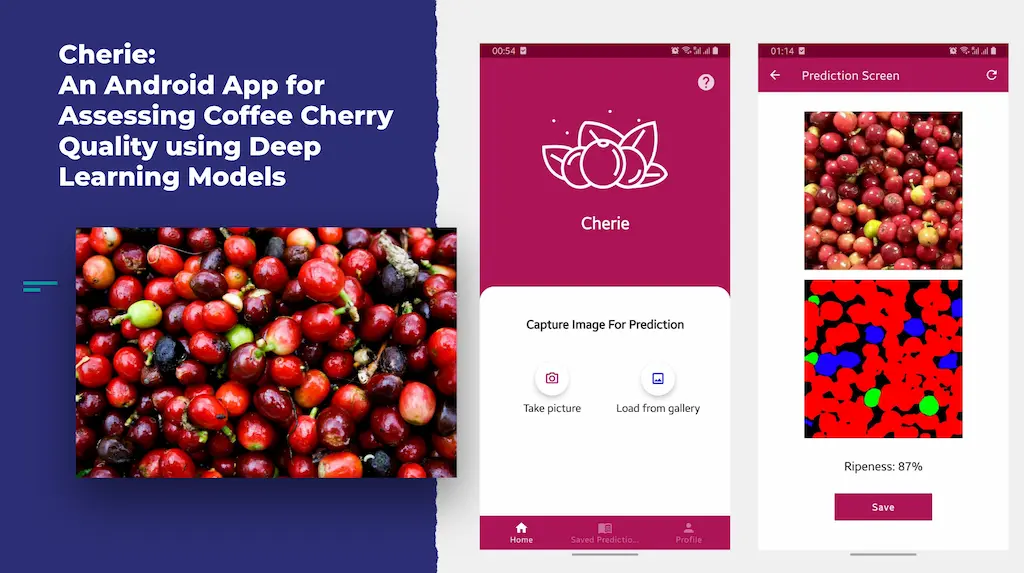 Cherie:
An Android App for
Assessing Coffee Cherry
Quality using Deep
Learning Models
00:54
Cherie
Capture Image For Prediction
Take picture
Load from gallery
Home
Saved Predictio...
Profile
01:14
Prediction Screen
Ripeness: 87%
Save